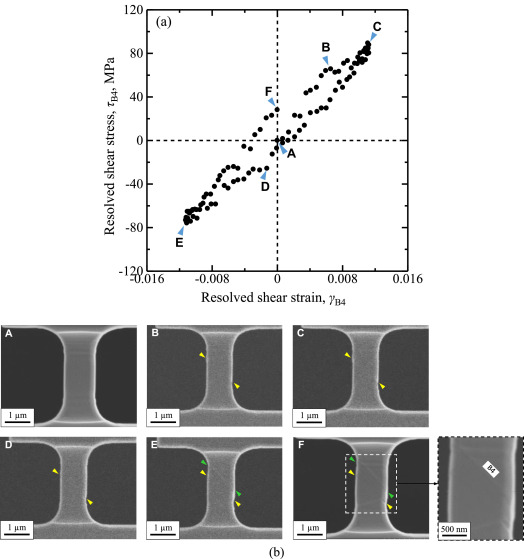 (a)
120
80
40
0
-40
-80
-120
Resolved shear stress, τB4, MPa
C
B
F
A
D
E
-0.016 -0.008 0 0.008 0.016
Resolved shear strain, γB4
A B C
1 µm 1 µm 1 µm
D E F B4
1 µm 1 µm 1 µm 500 nm
(b)